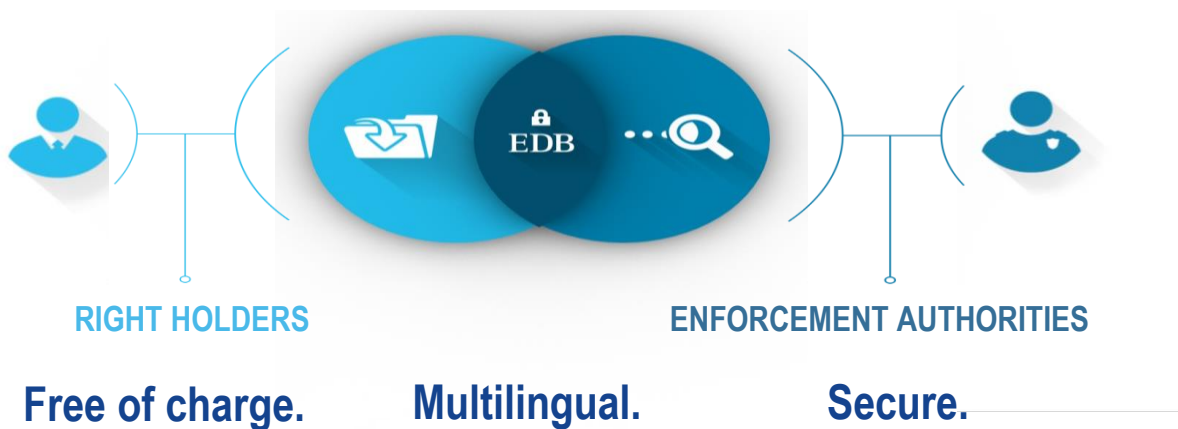 EDB
RIGHT HOLDERS
ENFORCEMENT AUTHORITIES
Free of charge.
Multilingual.
Secure.